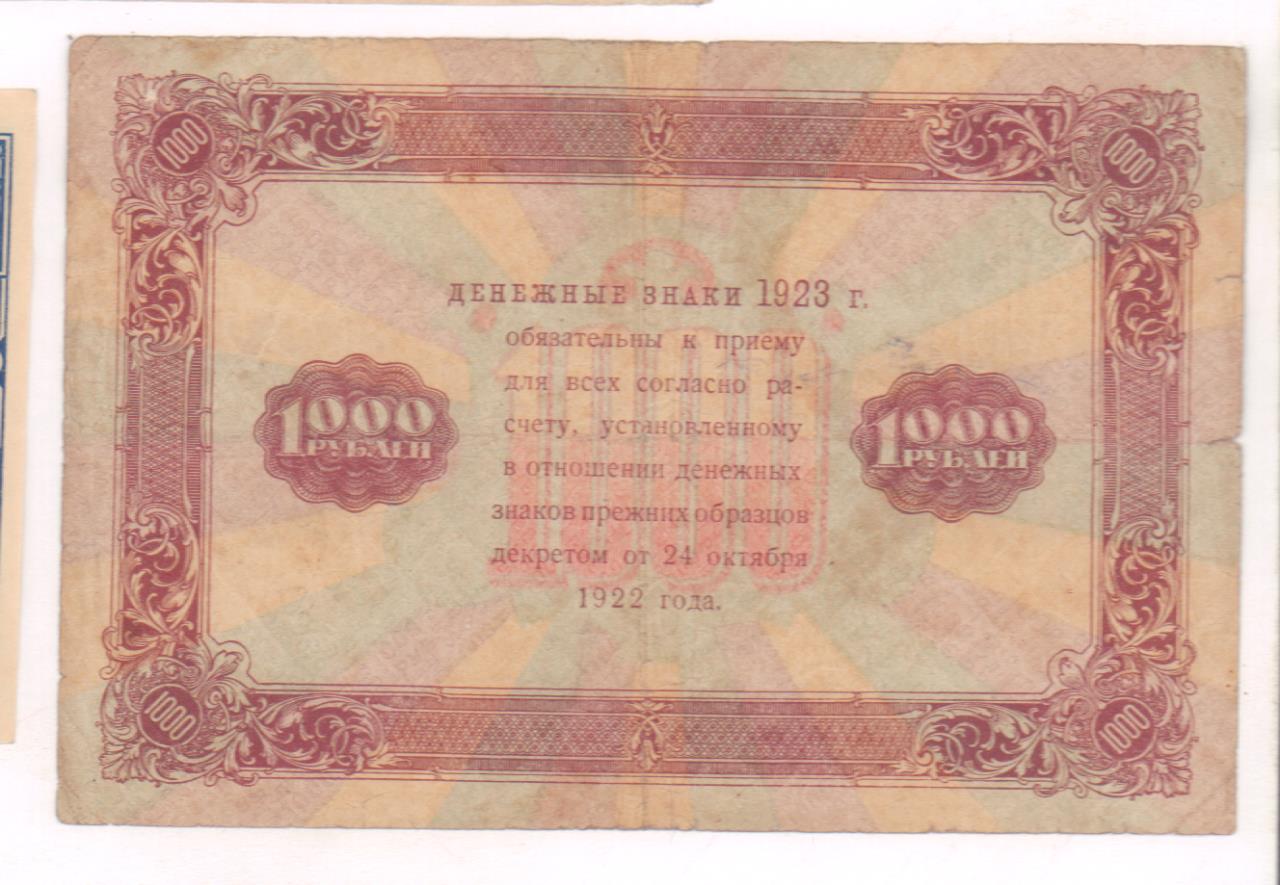 1000
1000
ДЕНЕЖНЫЕ ЗНАКИ 1923 г.
обязательны к приему
для всех согласно ра-
счету, установленному
в отношении денежных
знаков прежних образцов
декретом от 24 октября
1922 года.
1000
РУБЛЕЙ
1000
1000
РУБЛЕЙ
1000
1000